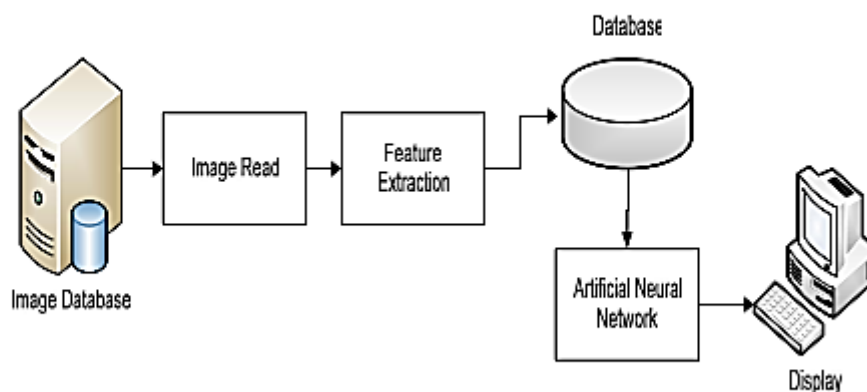 Database
Image Read
Feature
Extraction
Image Database
Artificial Neural
Network
Display